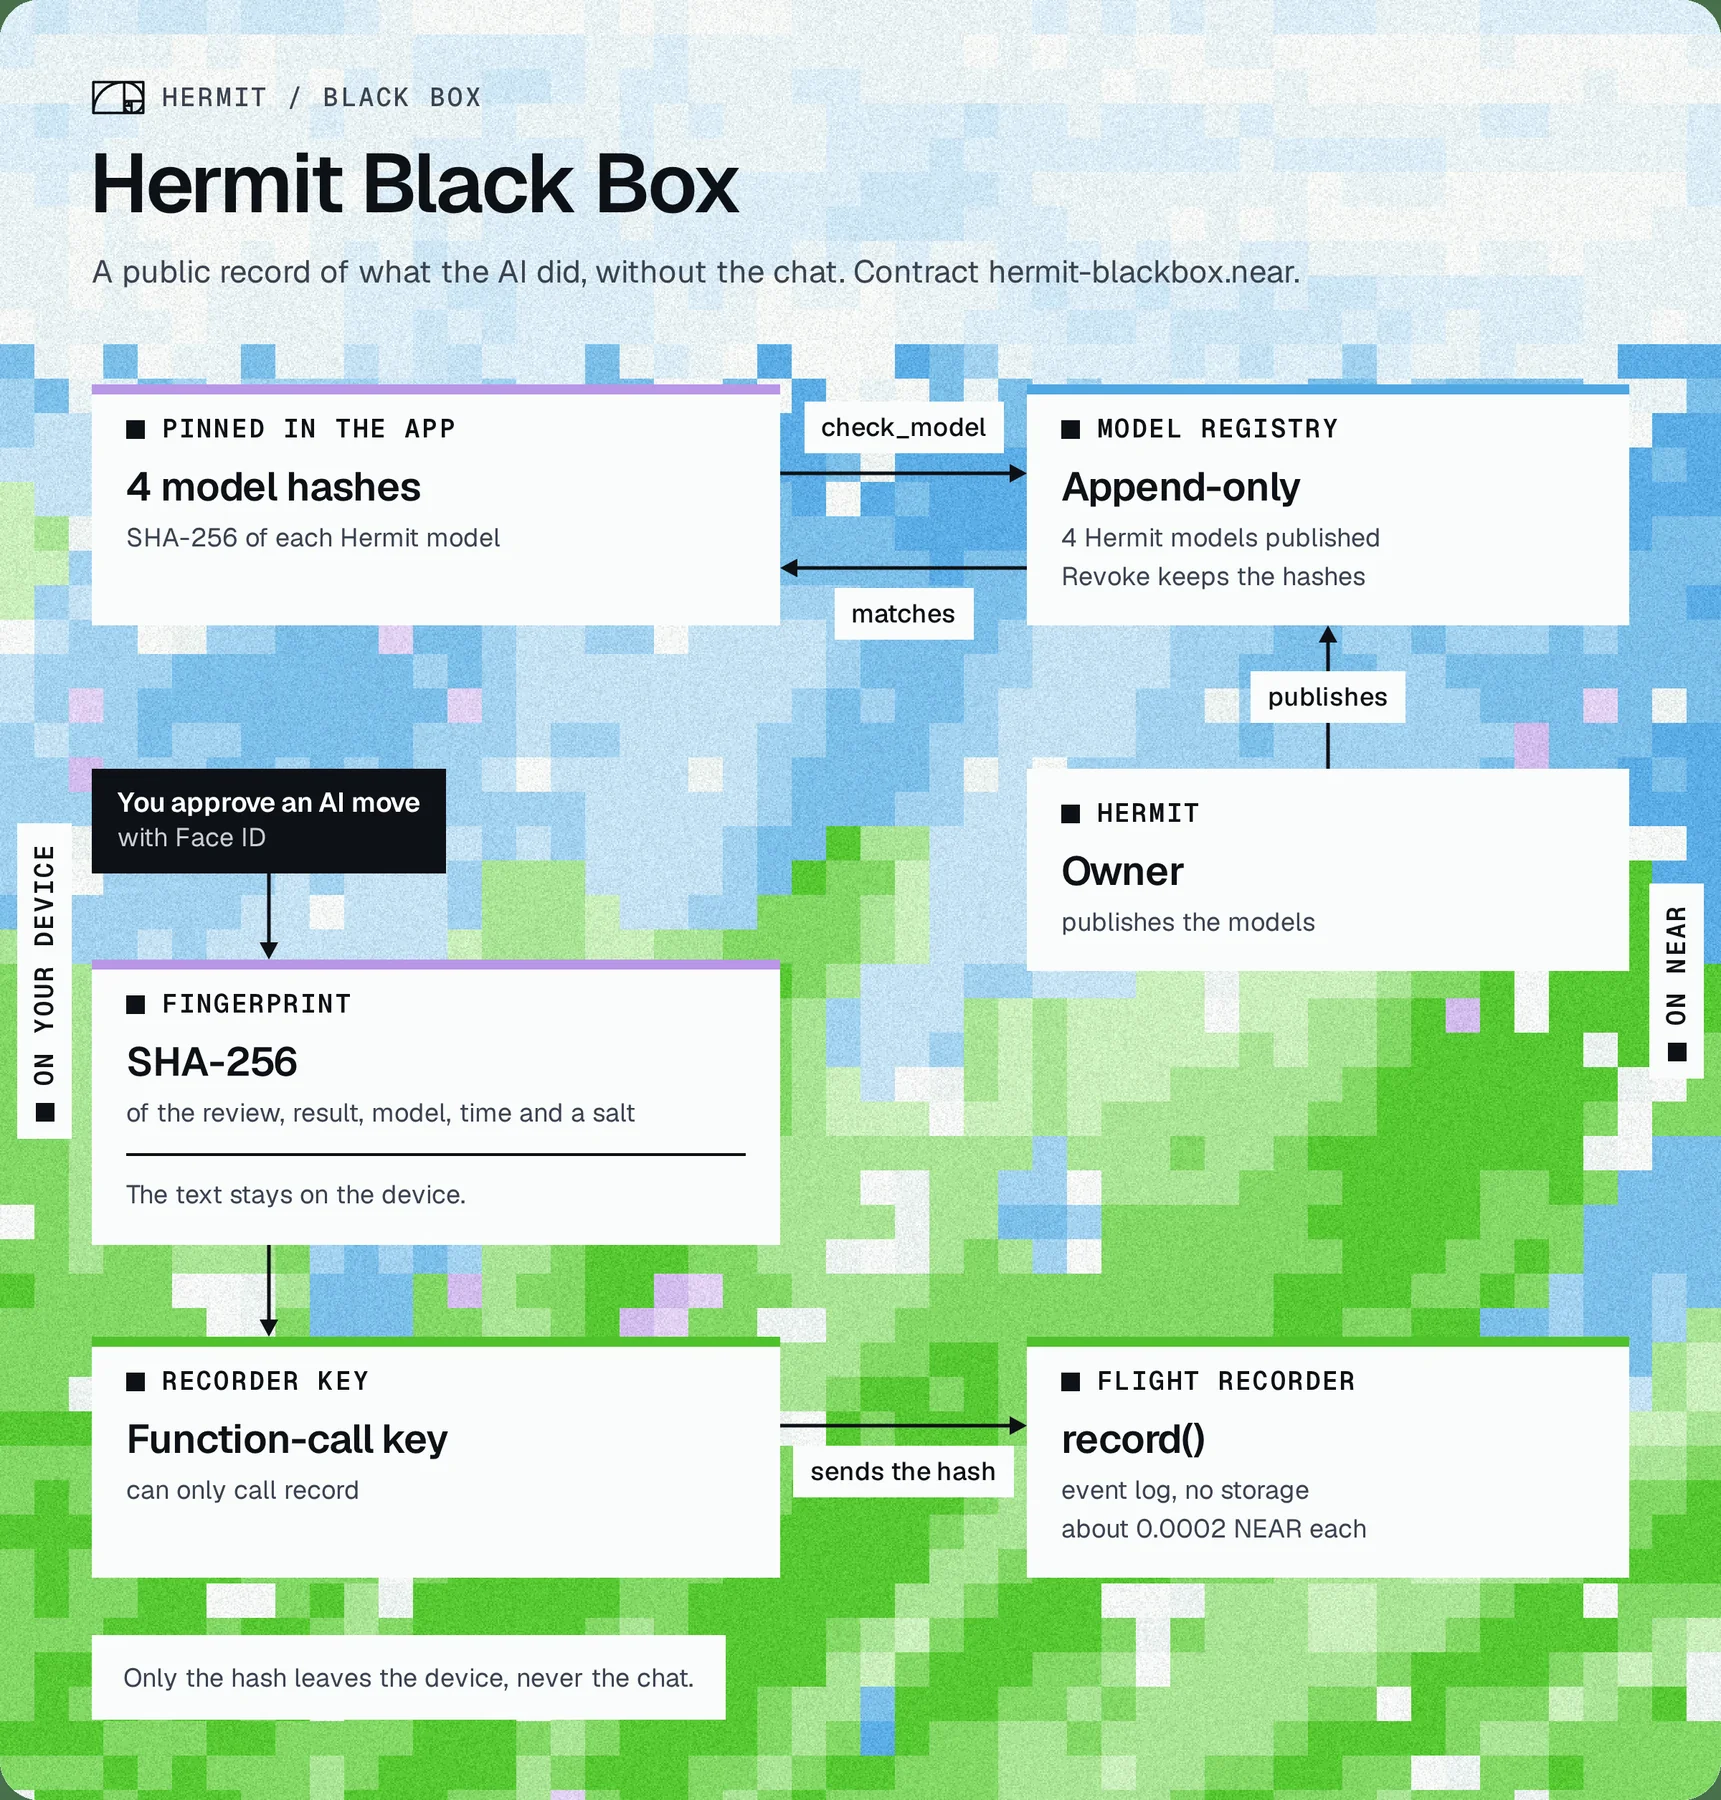 HERMIT / BLACK BOX
Hermit Black Box
A public record of what the AI did, without the chat. Contract hermit-blackbox.near.
PINNED IN THE APP
4 model hashes
SHA-256 of each Hermit model
check_model
matches
MODEL REGISTRY
Append-only
4 Hermit models published
Revoke keeps the hashes
publishes
HERMIT
Owner
publishes the models
ON YOUR DEVICE
You approve an AI move
with Face ID
FINGERPRINT
SHA-256
of the review, result, model, time and a salt
The text stays on the device.
ON NEAR
RECORDER KEY
Function-call key
can only call record
sends the hash
FLIGHT RECORDER
record()
event log, no storage
about 0.0002 NEAR each
Only the hash leaves the device, never the chat.